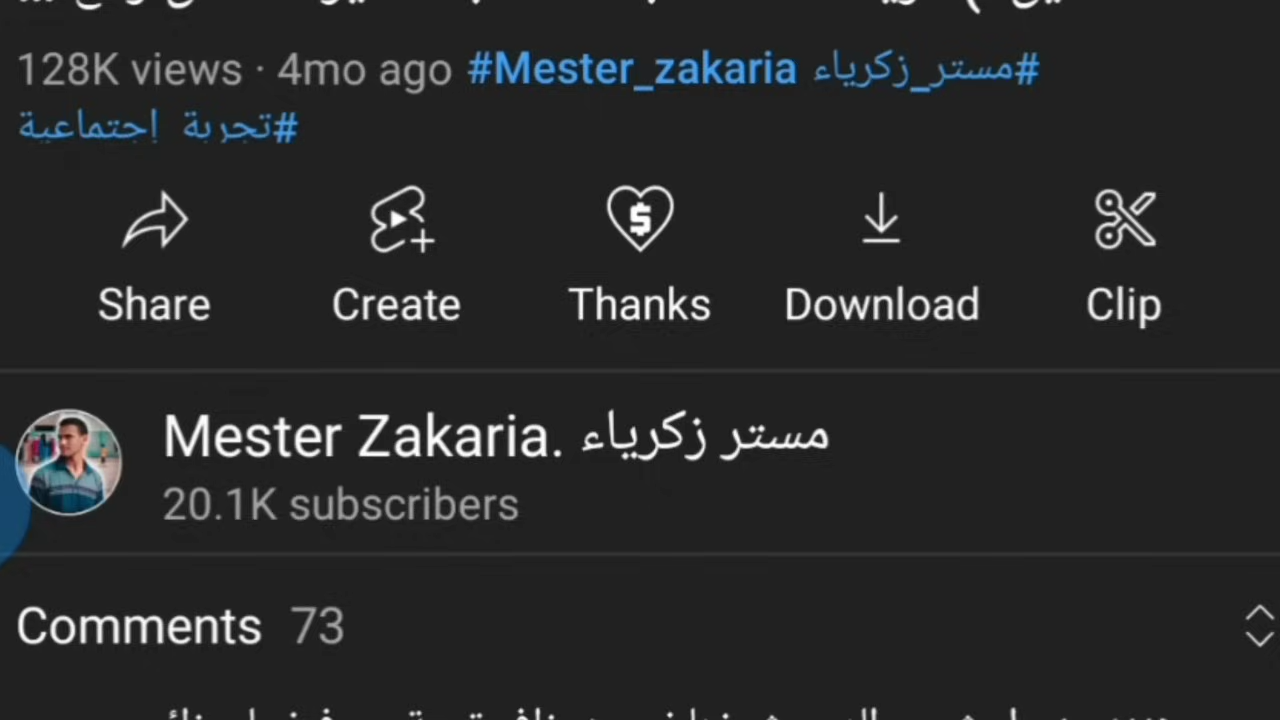 128K views · 4mo ago #Mester_zakaria #مستر_زكرياء
#تجربة إجتماعية
Share Create Thanks Download Clip
Mester Zakaria. مستر زكرياء
20.1K subscribers
Comments 73